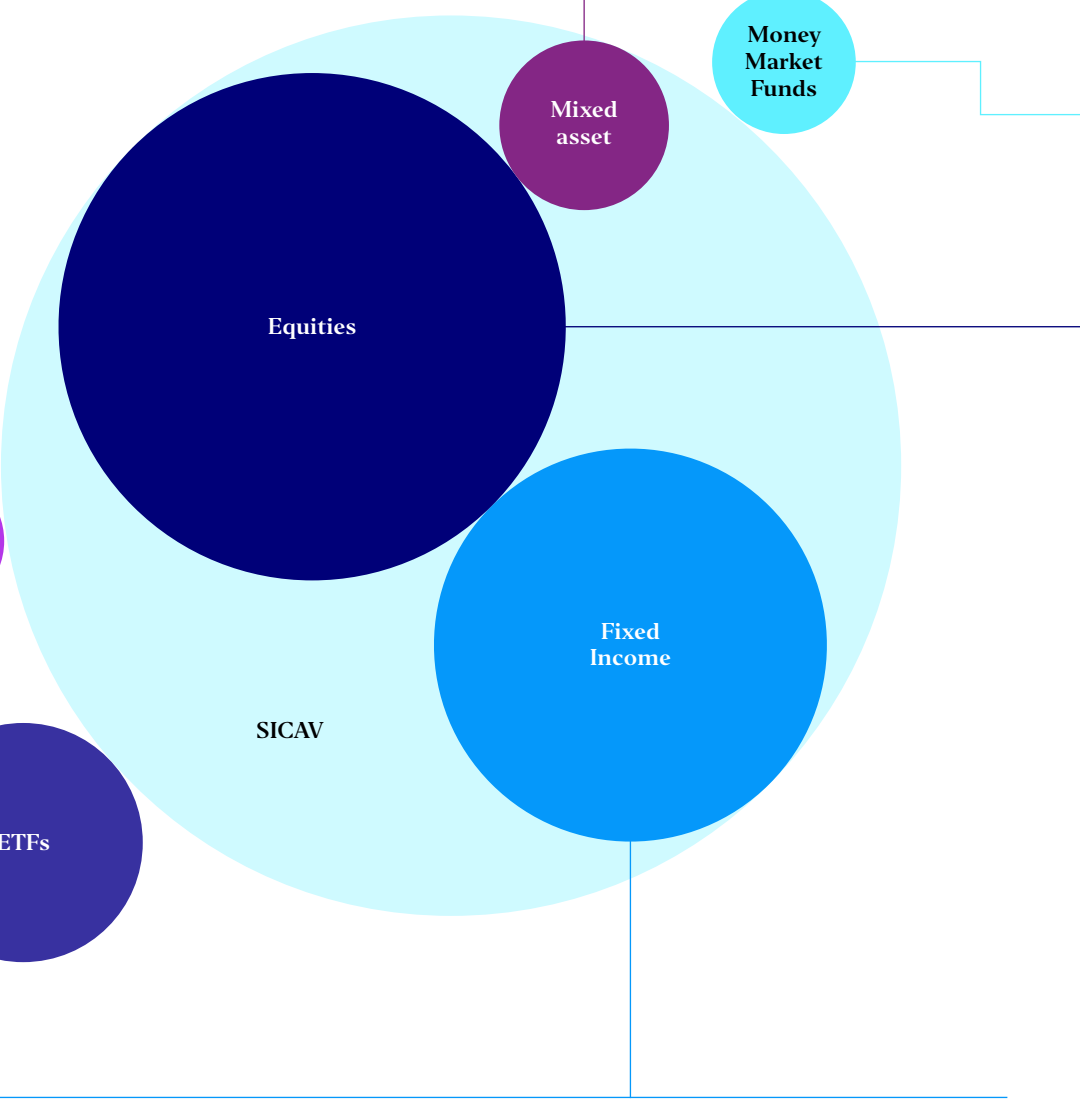 Money
Market
Funds
Mixed
asset
Equities
Fixed
Income
SICAV
ETFs